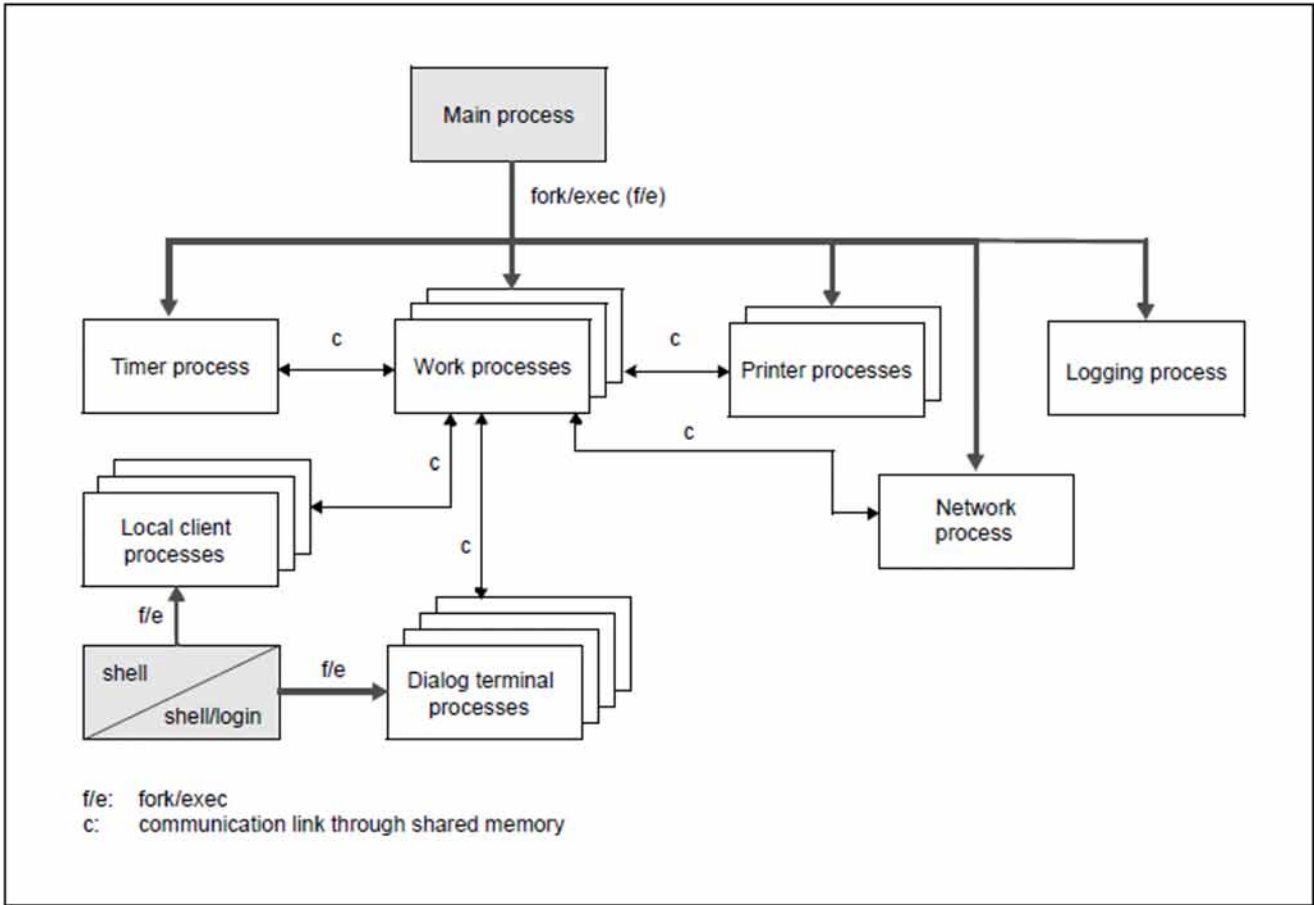 Main process
fork/exec (f/e)
c
c
Timer process
Work processes
Printer processes
Logging process
c
c
Local client
processes
Network
process
c
f/e
shell
shell/login
f/e
Dialog terminal
processes
f/e: fork/exec
c: communication link through shared memory